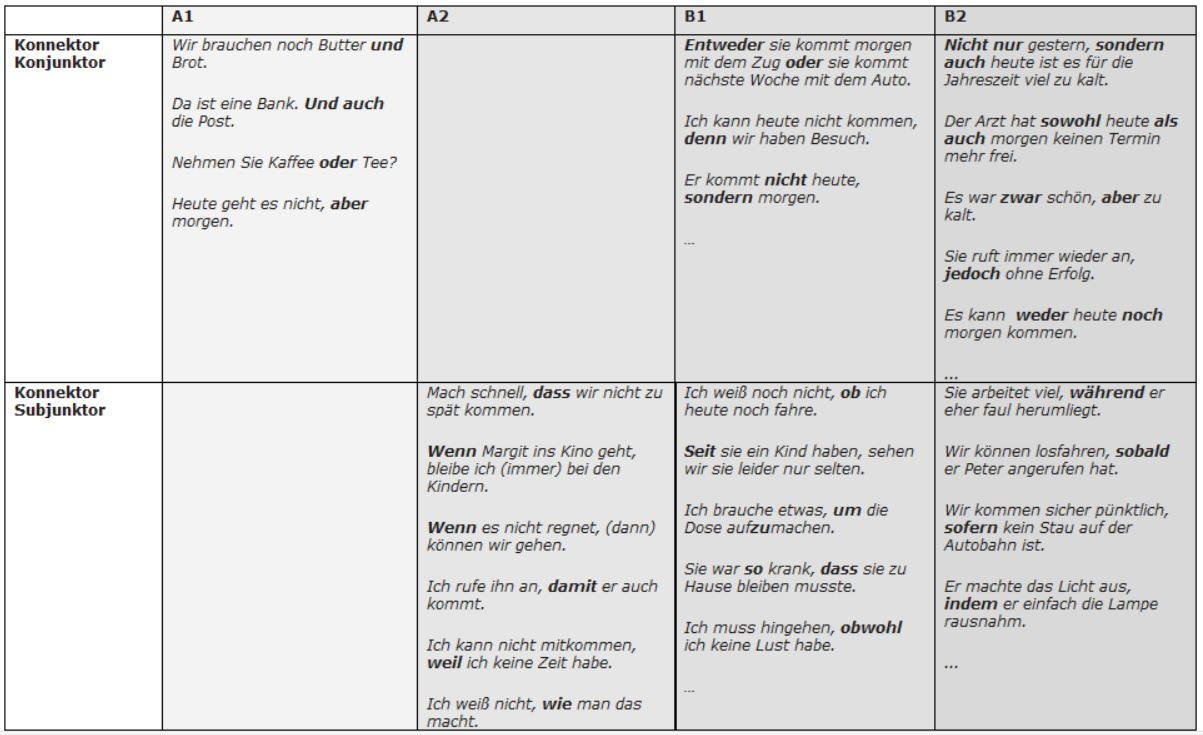 A1
A2
B1
B2
Konnektor
Konjunktor
Wir brauchen noch Butter und
Brot.
Da ist eine Bank. Und auch
die Post.
Nehmen Sie Kaffee oder Tee?
Heute geht es nicht, aber
morgen.
Entweder sie kommt morgen
mit dem Zug oder sie kommt
nächste Woche mit dem Auto.
Ich kann heute nicht kommen,
denn wir haben Besuch.
Er kommt nicht heute,
sondern morgen.
...
Nicht nur gestern, sondern
auch heute ist es für die
Jahreszeit viel zu kalt.
Der Arzt hat sowohl heute als
auch morgen keinen Termin
mehr frei.
Es war zwar schön, aber zu
kalt.
Sie ruft immer wieder an,
jedoch ohne Erfolg.
Es kann weder heute noch
morgen kommen.
...
Konnektor
Subjunktor
Mach schnell, dass wir nicht zu
spät kommen.
Wenn Margit ins Kino geht,
bleibe ich (immer) bei den
Kindern.
Wenn es nicht regnet, (dann)
können wir gehen.
Ich rufe ihn an, damit er auch
kommt.
Ich kann nicht mitkommen,
weil ich keine Zeit habe.
Ich weiß nicht, wie man das
macht.
Ich weiß noch nicht, ob ich
heute noch fahre.
Seit sie ein Kind haben, sehen
wir sie leider nur selten.
Ich brauche etwas, um die
Dose aufzumachen.
Sie war so krank, dass sie zu
Hause bleiben musste.
Ich muss hingehen, obwohl
ich keine Lust habe.
...
Sie arbeitet viel, während er
eher faul herumliegt.
Wir können losfahren, sobald
er Peter angerufen hat.
Wir kommen sicher pünktlich,
sofern kein Stau auf der
Autobahn ist.
Er machte das Licht aus,
indem er einfach die Lampe
rausnahm.
...